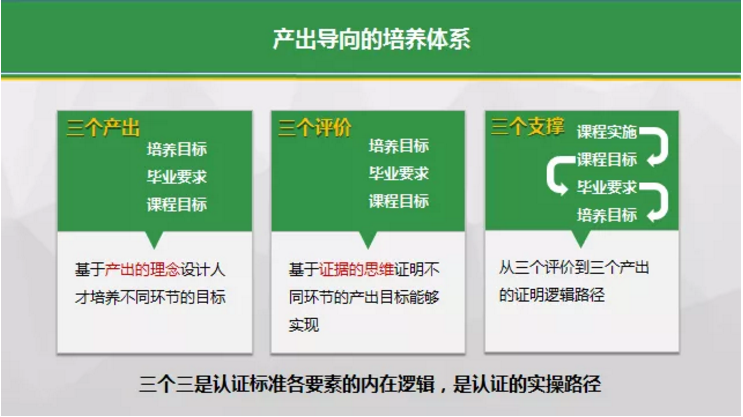 产出导向的培养体系
三个产出
培养目标
毕业要求
课程目标
基于产出的理念设计人
才培养不同环节的目标
三个评价
培养目标
毕业要求
课程目标
基于证据的思维证明不
同环节的产出目标能够
实现
三个支撑
课程实施
课程目标
毕业要求
培养目标
从三个评价到三个产出
的证明逻辑路径
三个三是认证标准各要素的内在逻辑，是认证的实操路径